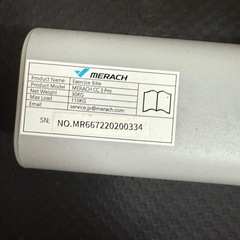 MERACH
Product Name Exercise Bike
Product Model MERACH CC 3 Pro
Net Weight 30KG
Max Load 110KG
Email service.jp@merach.com
SN: NO.MR667220200334